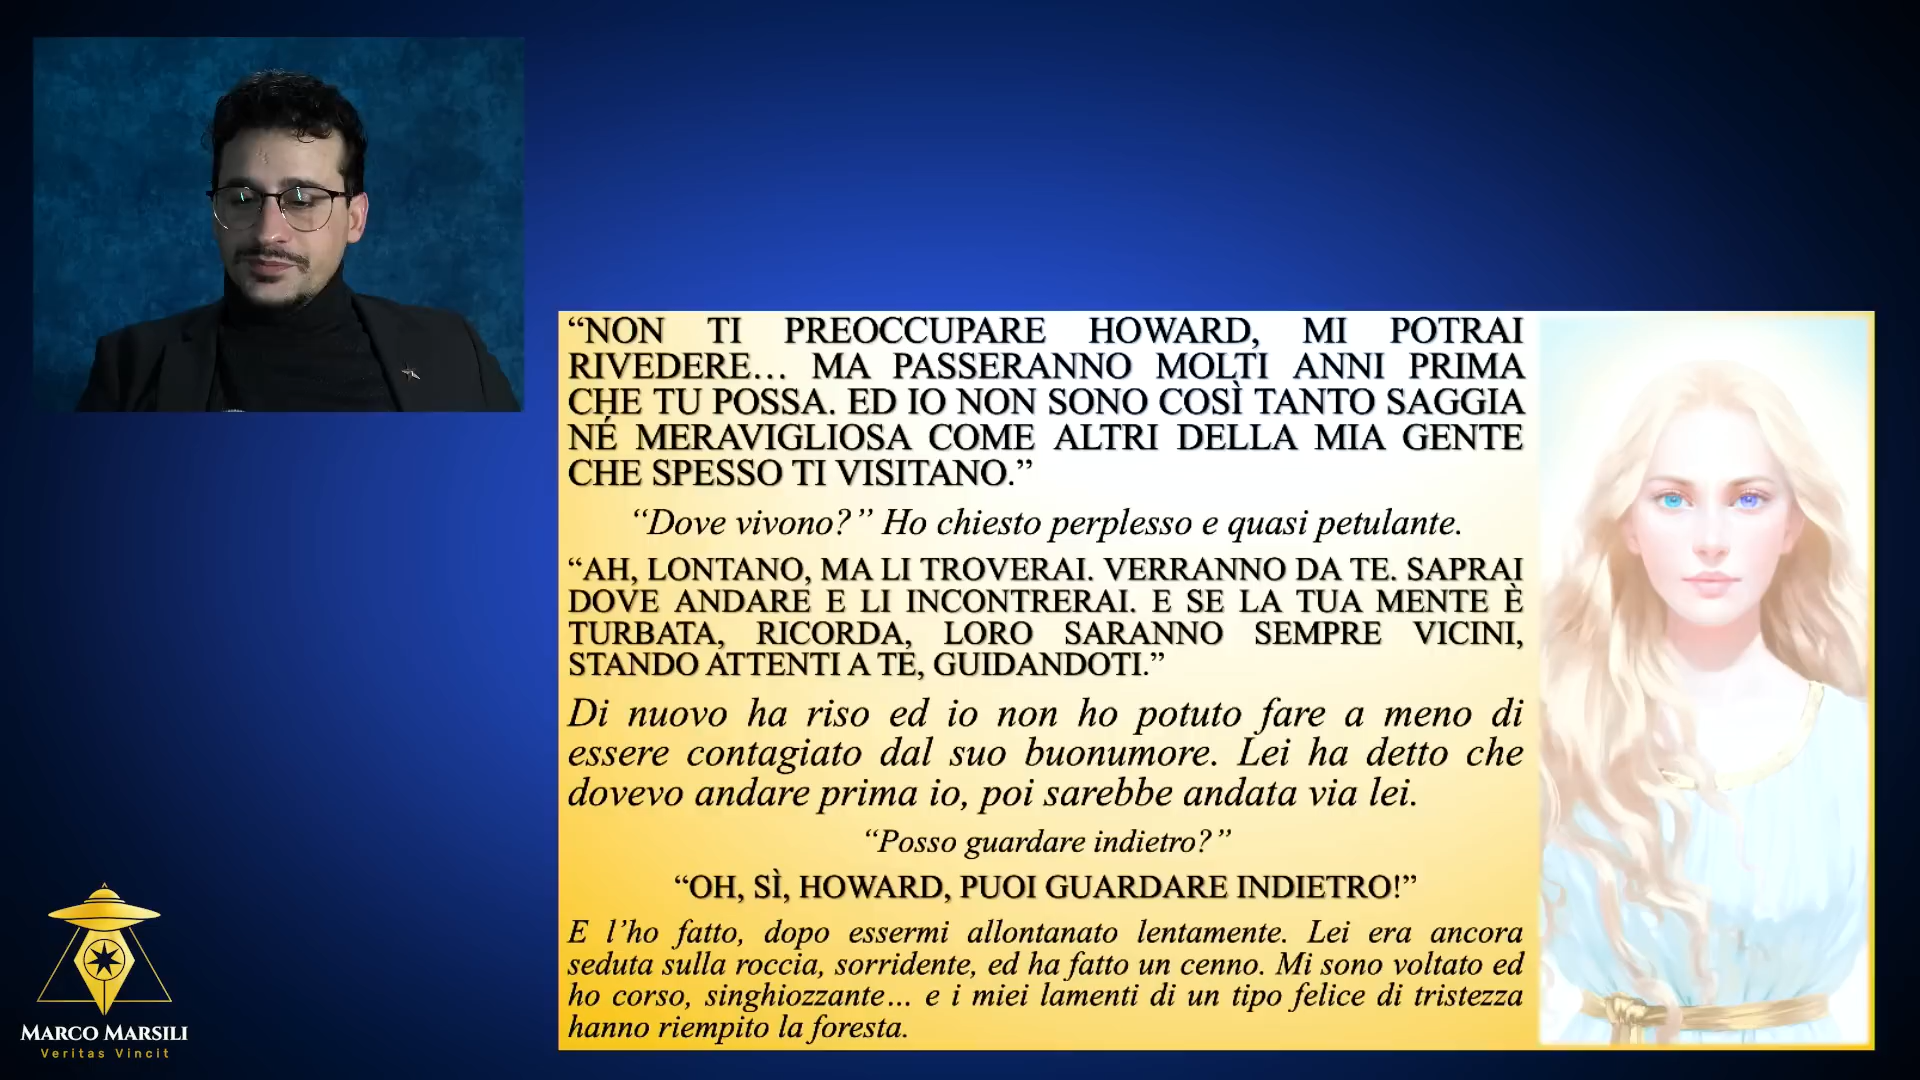 “NON TI PREOCCUPARE HOWARD, MI POTRAI
RIVEDERE… MA PASSERANNO MOLTI ANNI PRIMA
CHE TU POSSA. ED IO NON SONO COSÌ TANTO SAGGIA
NÉ MERAVIGLIOSA COME ALTRI DELLA MIA GENTE
CHE SPESSO TI VISITANO.”
“Dove vivono?” Ho chiesto perplesso e quasi petulante.
“AH, LONTANO, MA LI TROVERAI. VERRANNO DA TE. SAPRAI
DOVE ANDARE E LI INCONTRERAI. E SE LA TUA MENTE È
TURBATA, RICORDA, LORO SARANNO SEMPRE VICINI,
STANDO ATTENTI A TE, GUIDANDOTI.”
Di nuovo ha riso ed io non ho potuto fare a meno di
essere contagiato dal suo buonumore. Lei ha detto che
dovevo andare prima io, poi sarebbe andata via lei.
“Posso guardare indietro?”
“OH, SÌ, HOWARD, PUOI GUARDARE INDIETRO!”
E l’ho fatto, dopo essermi allontanato lentamente. Lei era ancora
seduta sulla roccia, sorridente, ed ha fatto un cenno. Mi sono voltato ed
ho corso, singhiozzante… e i miei lamenti di un tipo felice di tristezza
hanno riempito la foresta.
MARCO MARSILI
Veritas Vincit